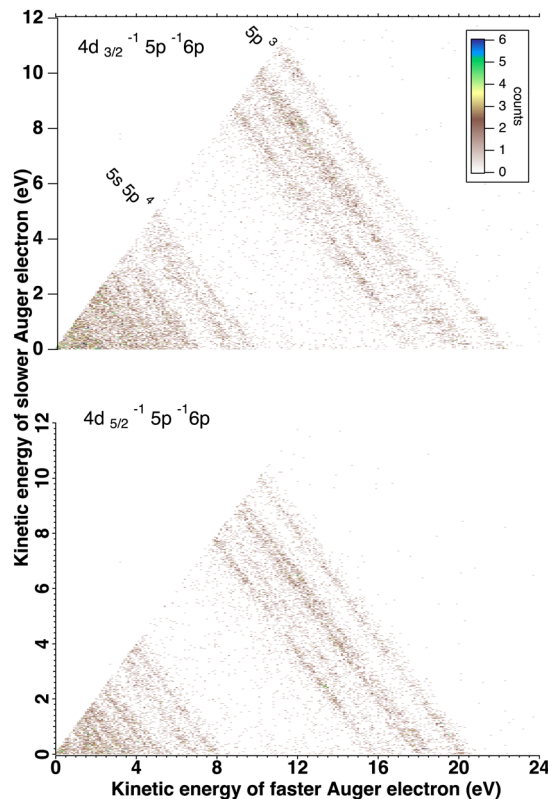 12
10
8
6
4
2
0
4d 3/2 -1 5p -1 6p
5p 3
5s 5p 4
6
5
4
3
2
1
0
counts
Kinetic energy of slower Auger electron (eV)
12
10
8
6
4
2
0
4d 5/2 -1 5p -1 6p
0 4 8 12 16 20 24
Kinetic energy of faster Auger electron (eV)